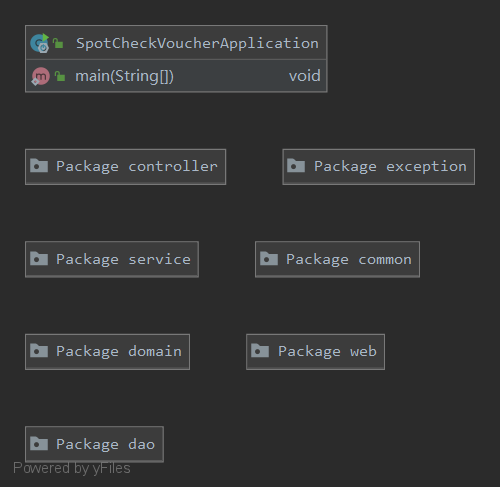 SpotCheckVoucherApplication
main(String[]) void
Package controller
Package exception
Package service
Package common
Package domain
Package web
Package dao
Powered by yFiles